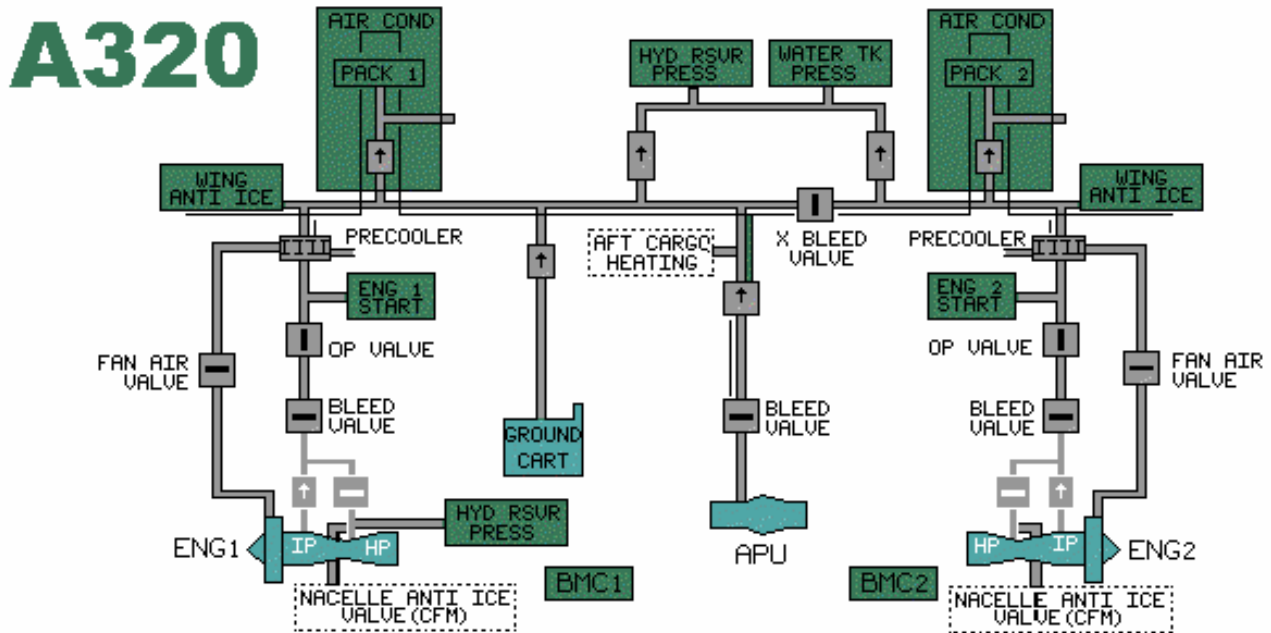 A320
AIR COND
PACK 1
HYD RSVR
PRESS
WATER TK
PRESS
AIR COND
PACK 2
WING
ANTI ICE
WING
ANTI ICE
PRECOOLER
AFT CARGO
HEATING
X BLEED
VALVE
PRECOOLER
ENG 1
START
ENG 2
START
OP VALVE
OP VALVE
FAN AIR
VALVE
FAN AIR
VALVE
BLEED
VALVE
BLEED
VALVE
BLEED
VALVE
GROUND
CART
HYD RSVR
PRESS
ENG1
IP
HP
APU
HP
IP
ENG2
BMC1
BMC2
NACELLE ANTI ICE
VALVE(CFM)
NACELLE ANTI ICE
VALVE(CFM)